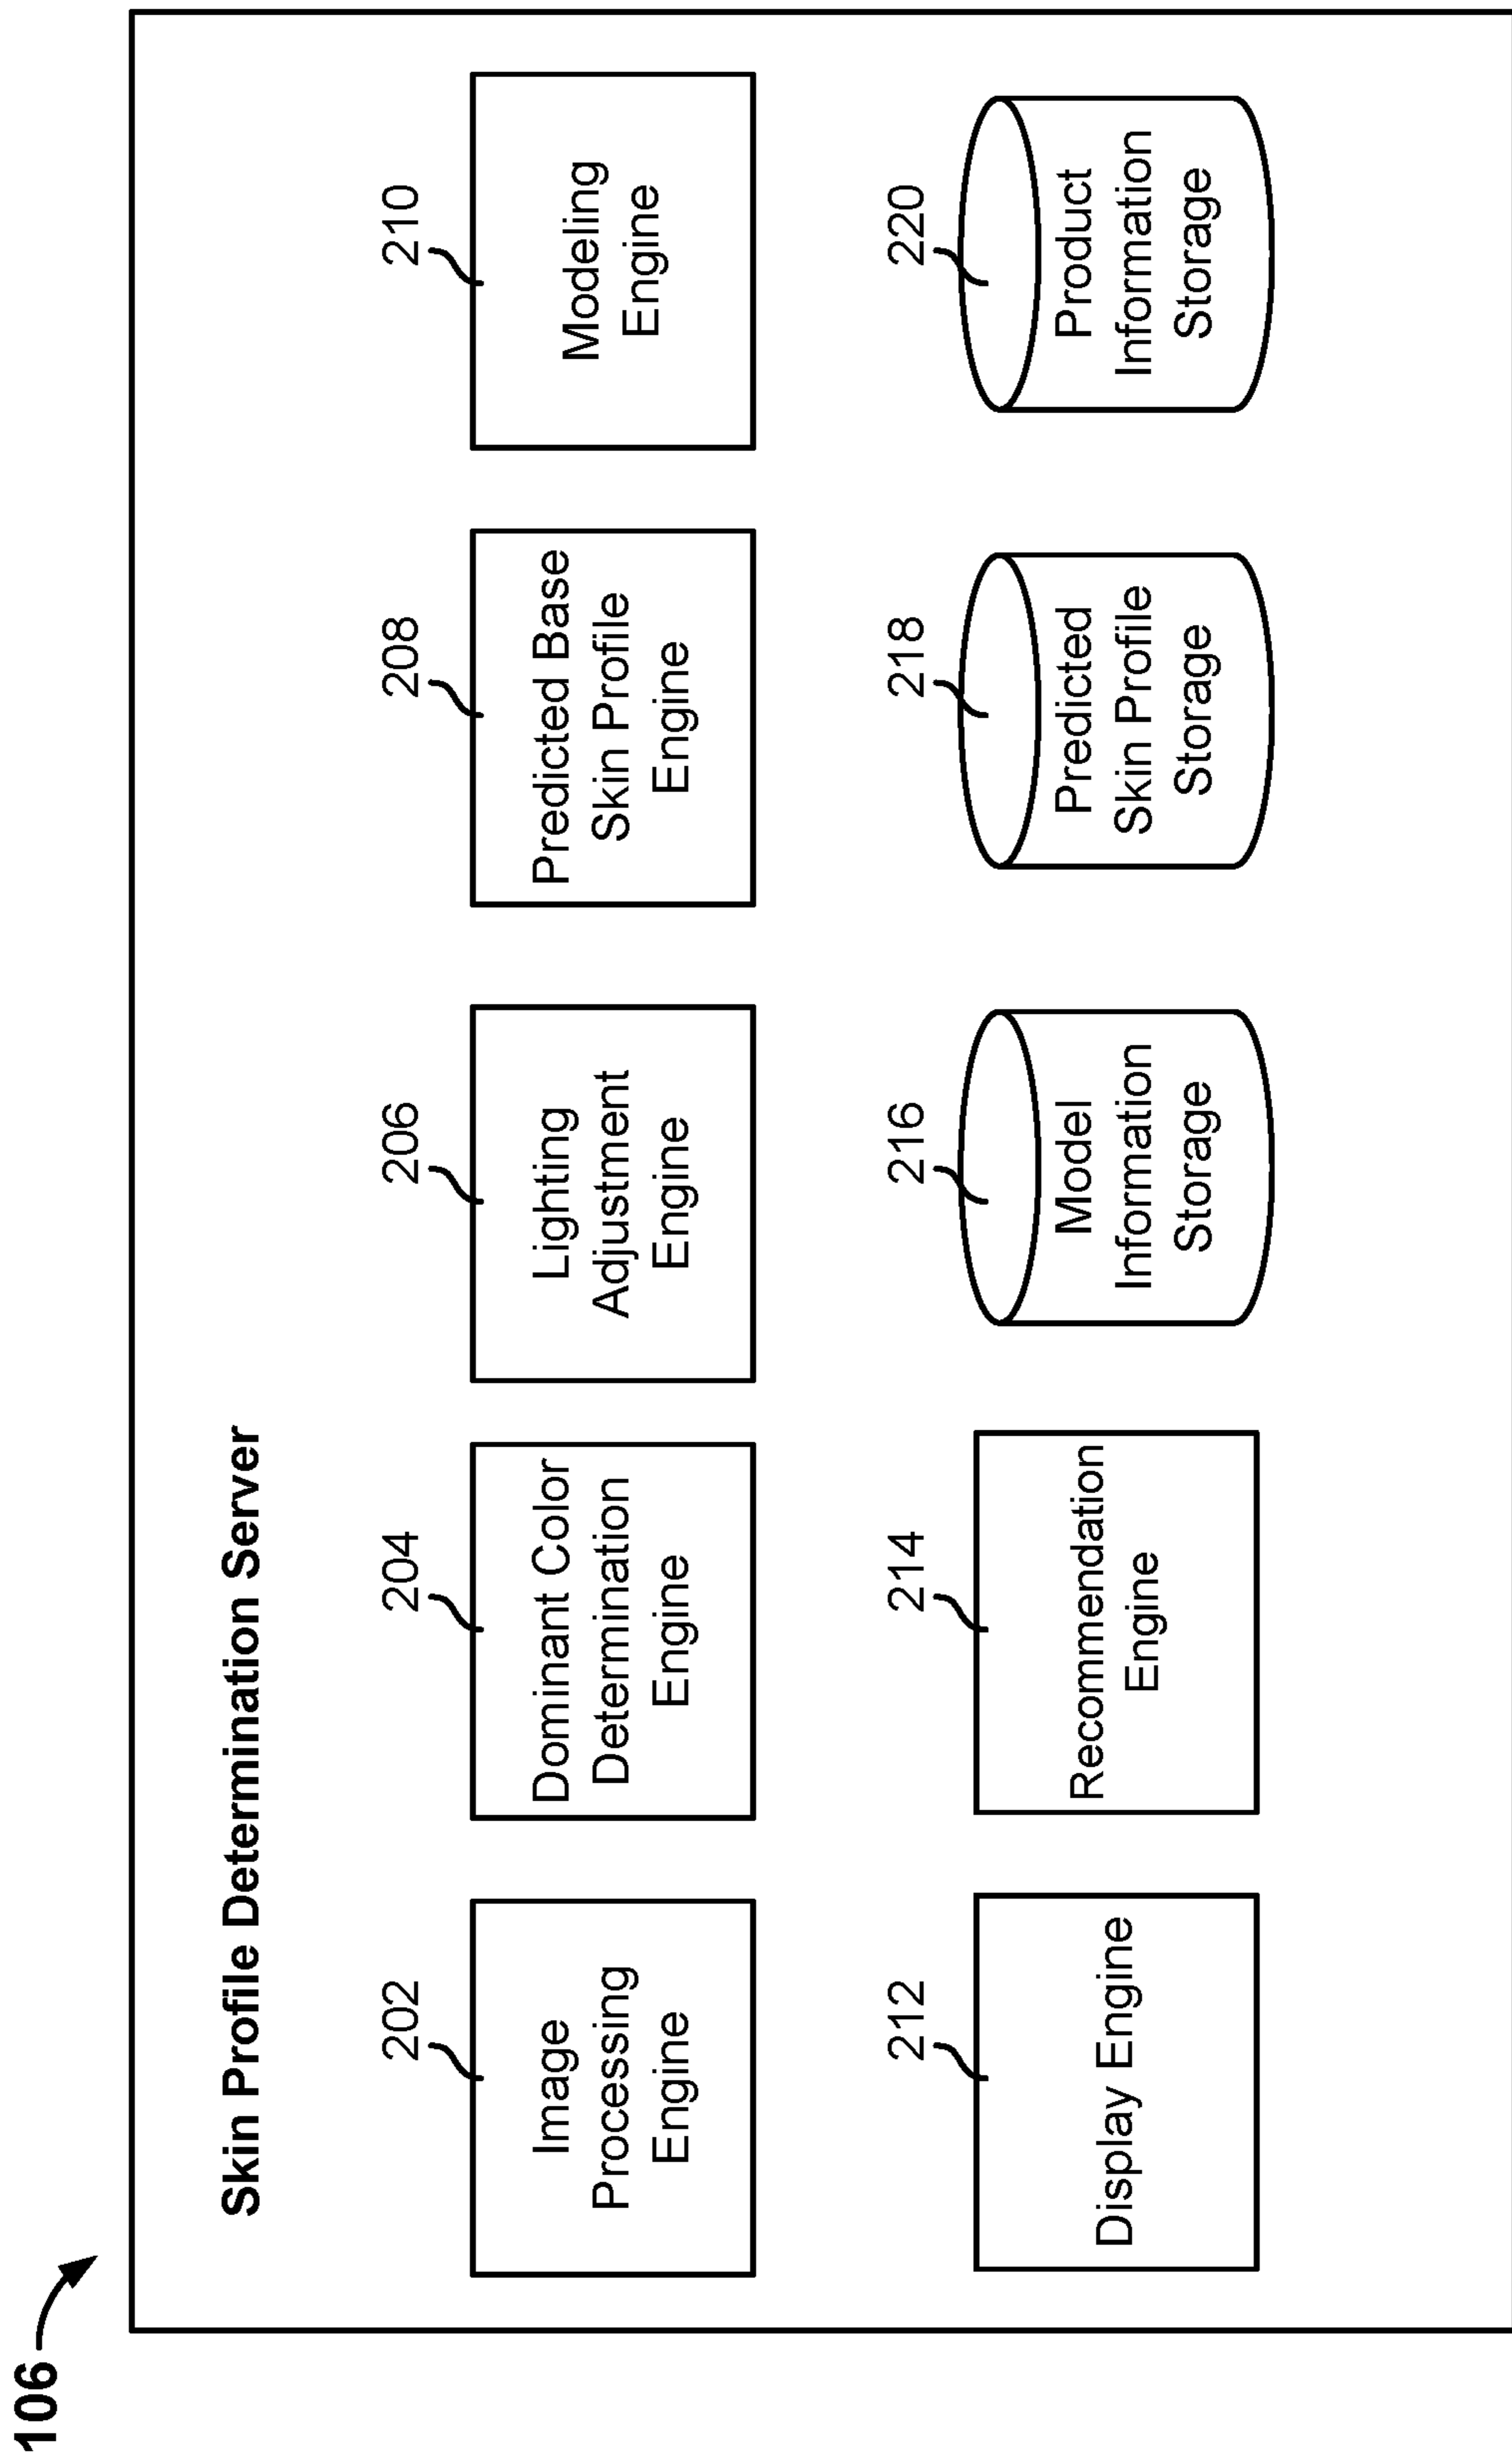 106
Skin Profile Determination Server
202
Image
Processing
Engine
204
Dominant Color
Determination
Engine
206
Lighting
Adjustment
Engine
208
Predicted Base
Skin Profile
Engine
210
Modeling
Engine
212
Display Engine
214
Recommendation
Engine
216
Model
Information
Storage
218
Predicted
Skin Profile
Storage
220
Product
Information
Storage